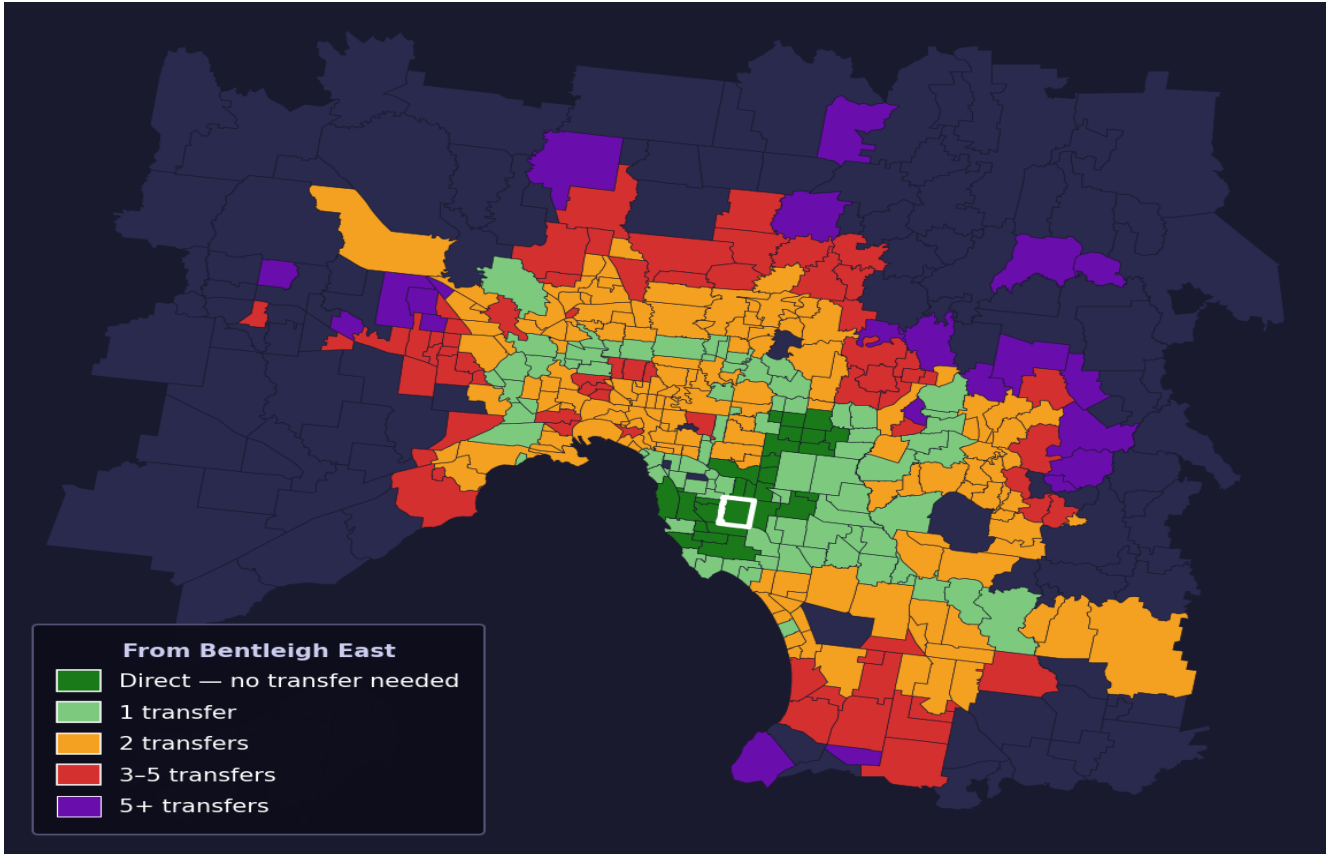 From Bentleigh East
Direct — no transfer needed
1 transfer
2 transfers
3–5 transfers
5+ transfers